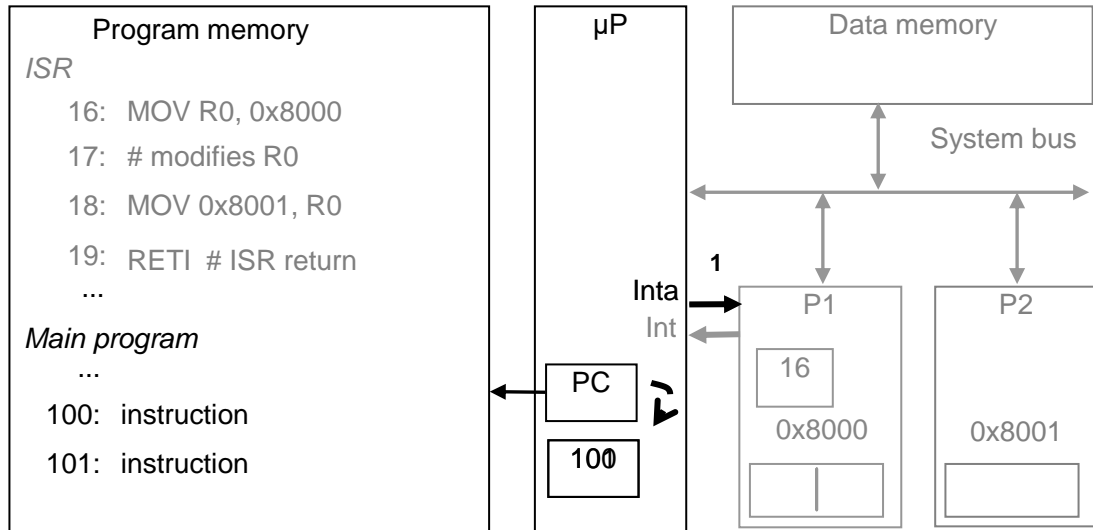 Program memory
ISR
16: MOV R0, 0x8000
17: # modifies R0
18: MOV 0x8001, R0
19: RETI # ISR return
...
Main program
...
100: instruction
101: instruction
µP
Inta
Int
PC
100
1
Data memory
System bus
P1
16
0x8000
P2
0x8001